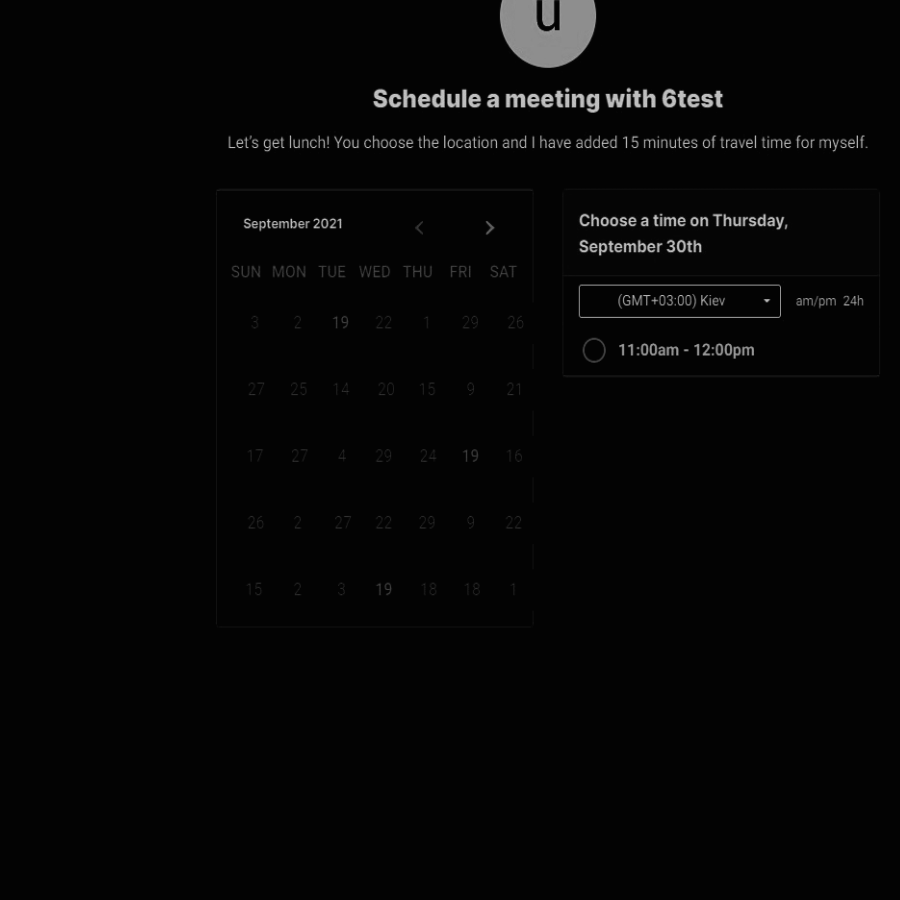 u
Schedule a meeting with 6test
Let's get lunch! You choose the location and I have added 15 minutes of travel time for myself.
September 2021
SUN MON TUE WED THU FRI SAT
3 2 19 22 1 29 26
27 25 14 20 15 9 21
17 27 4 29 24 19 16
26 2 27 22 29 9 22
15 2 3 19 18 18 1
Choose a time on Thursday,
September 30th
(GMT+03:00) Kiev am/pm 24h
11:00am - 12:00pm